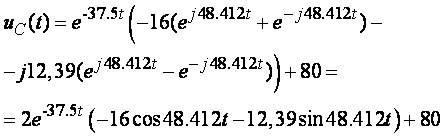 u_C(t) = e^{-37.5t} (-16(e^{j48.412t} + e^{-j48.412t}) -
-j12,39(e^{j48.412t} - e^{-j48.412t})) + 80 =
= 2e^{-37.5t} (-16 cos 48.412t - 12,39 sin 48.412t) + 80